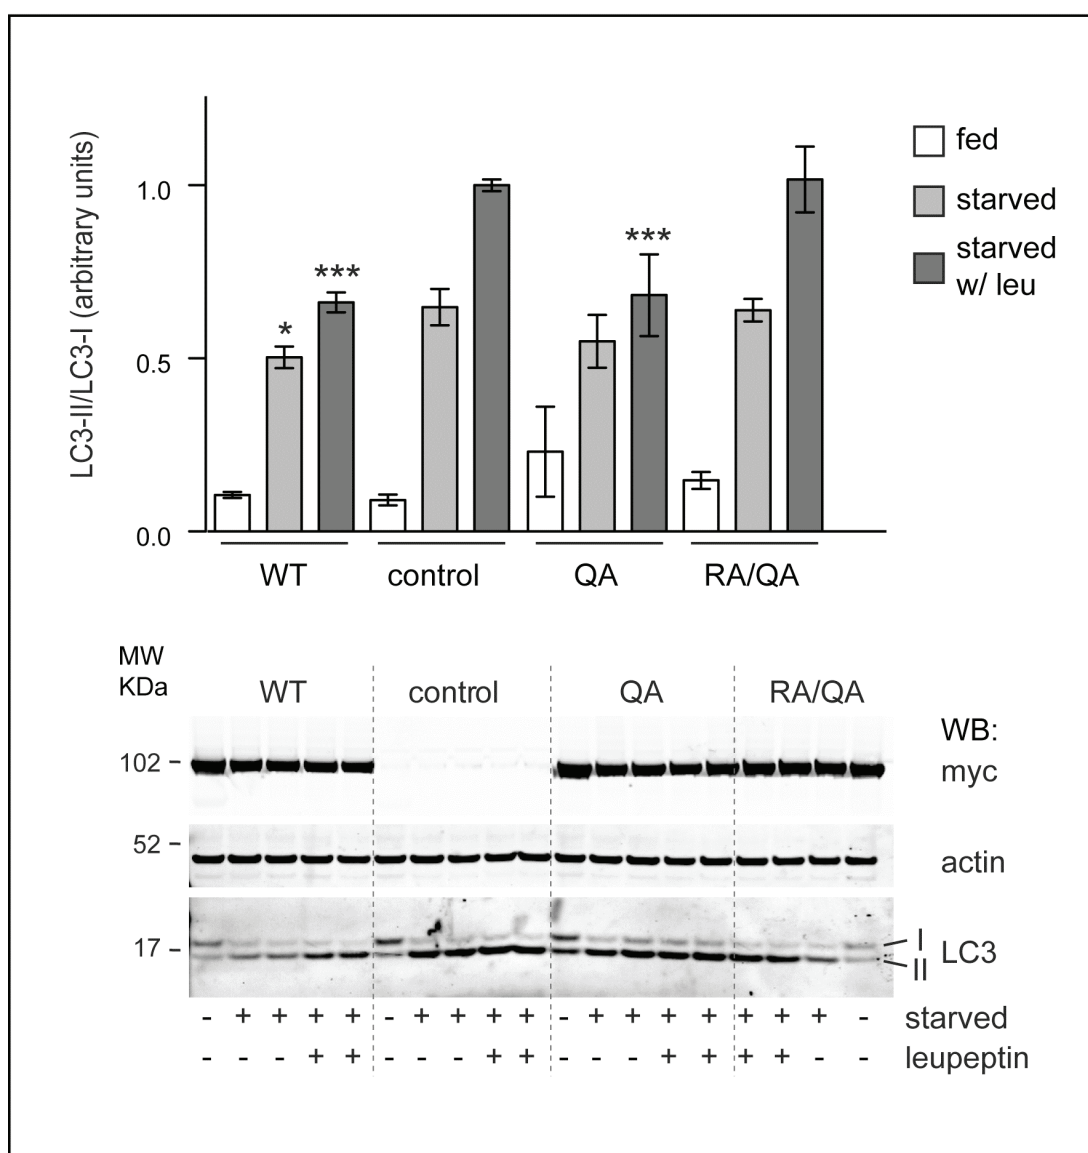 LC3-II/LC3-I (arbitrary units)
1.0
0.5
0.0
*
***
***
fed
starved
starved
w/ leu
WT control QA RA/QA
MW
KDa
WT control QA RA/QA
WB:
102
myc
52
actin
17
I
LC3
II
- + + + + - + + + + - + + + + + + + - starved
- - - + + - - - + + - - - + + + + - - leupeptin